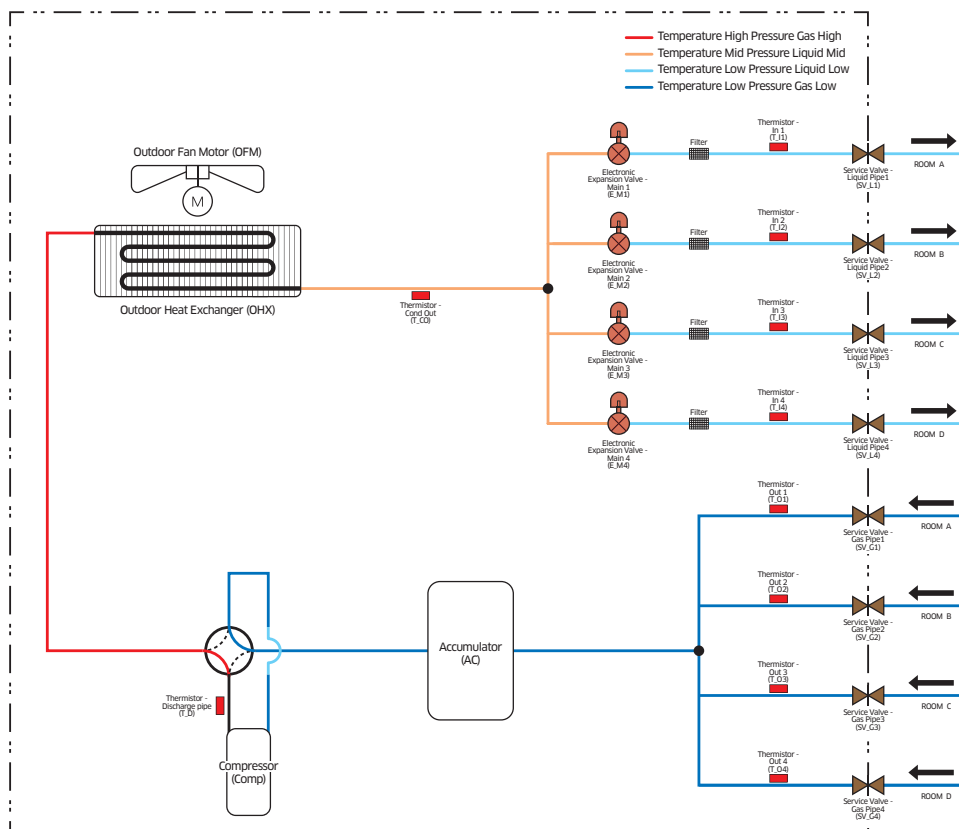 Temperature High Pressure Gas High
Temperature Mid Pressure Liquid Mid
Temperature Low Pressure Liquid Low
Temperature Low Pressure Gas Low
Outdoor Fan Motor (OFM)
M
Outdoor Heat Exchanger (OHX)
Thermistor -
Cond Out
(T_CO)
Electronic
Expansion Valve -
Main 1
(E_M1)
Filter
Thermistor -
In 1
(T_I1)
Service Valve -
Liquid Pipe1
(SV_L1)
ROOM A
Electronic
Expansion Valve -
Main 2
(E_M2)
Filter
Thermistor -
In 2
(T_I2)
Service Valve -
Liquid Pipe2
(SV_L2)
ROOM B
Electronic
Expansion Valve -
Main 3
(E_M3)
Filter
Thermistor -
In 3
(T_I3)
Service Valve -
Liquid Pipe3
(SV_L3)
ROOM C
Electronic
Expansion Valve -
Main 4
(E_M4)
Filter
Thermistor -
In 4
(T_I4)
Service Valve -
Liquid Pipe4
(SV_L4)
ROOM D
Thermistor -
Out 1
(T_O1)
Service Valve -
Gas Pipe1
(SV_G1)
ROOM A
Thermistor -
Out 2
(T_O2)
Service Valve -
Gas Pipe2
(SV_G2)
ROOM B
Thermistor -
Out 3
(T_O3)
Service Valve -
Gas Pipe3
(SV_G3)
ROOM C
Thermistor -
Out 4
(T_O4)
Service Valve -
Gas Pipe4
(SV_G4)
ROOM D
Accumulator
(AC)
Thermistor -
Discharge pipe
(T_D)
Compressor
(Comp)